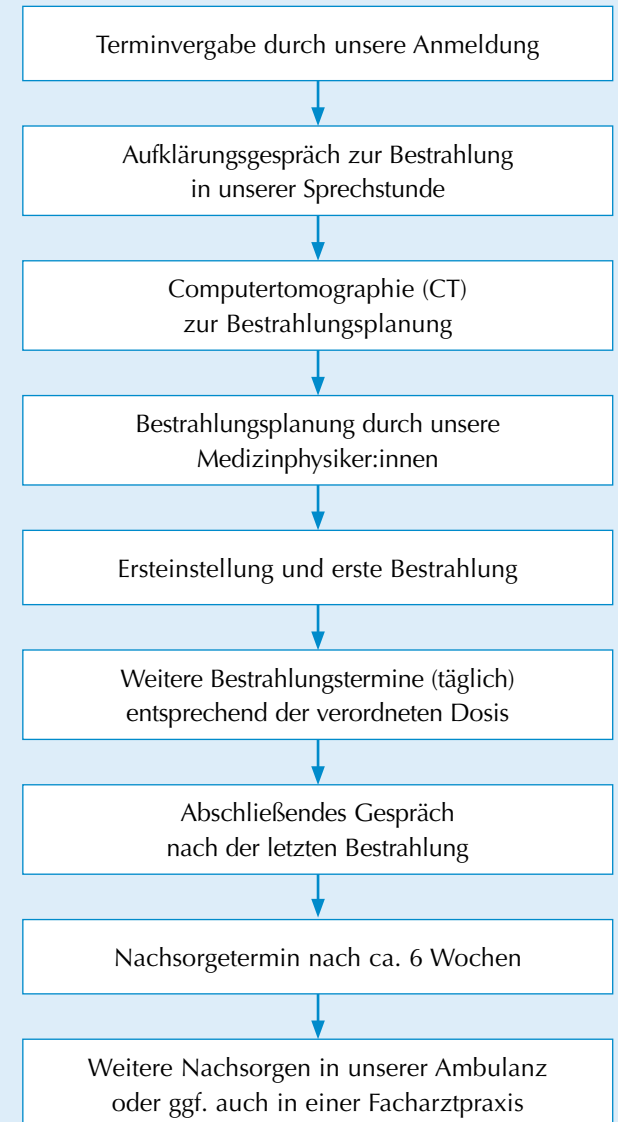 Terminvergabe durch unsere Anmeldung
Aufklärungsgespräch zur Bestrahlung
in unserer Sprechstunde
Computertomographie (CT)
zur Bestrahlungsplanung
Bestrahlungsplanung durch unsere
Medizinphysiker:innen
Ersteinstellung und erste Bestrahlung
Weitere Bestrahlungstermine (täglich)
entsprechend der verordneten Dosis
Abschließendes Gespräch
nach der letzten Bestrahlung
Nachsorgetermin nach ca. 6 Wochen
Weitere Nachsorgen in unserer Ambulanz
oder ggf. auch in einer Facharztpraxis